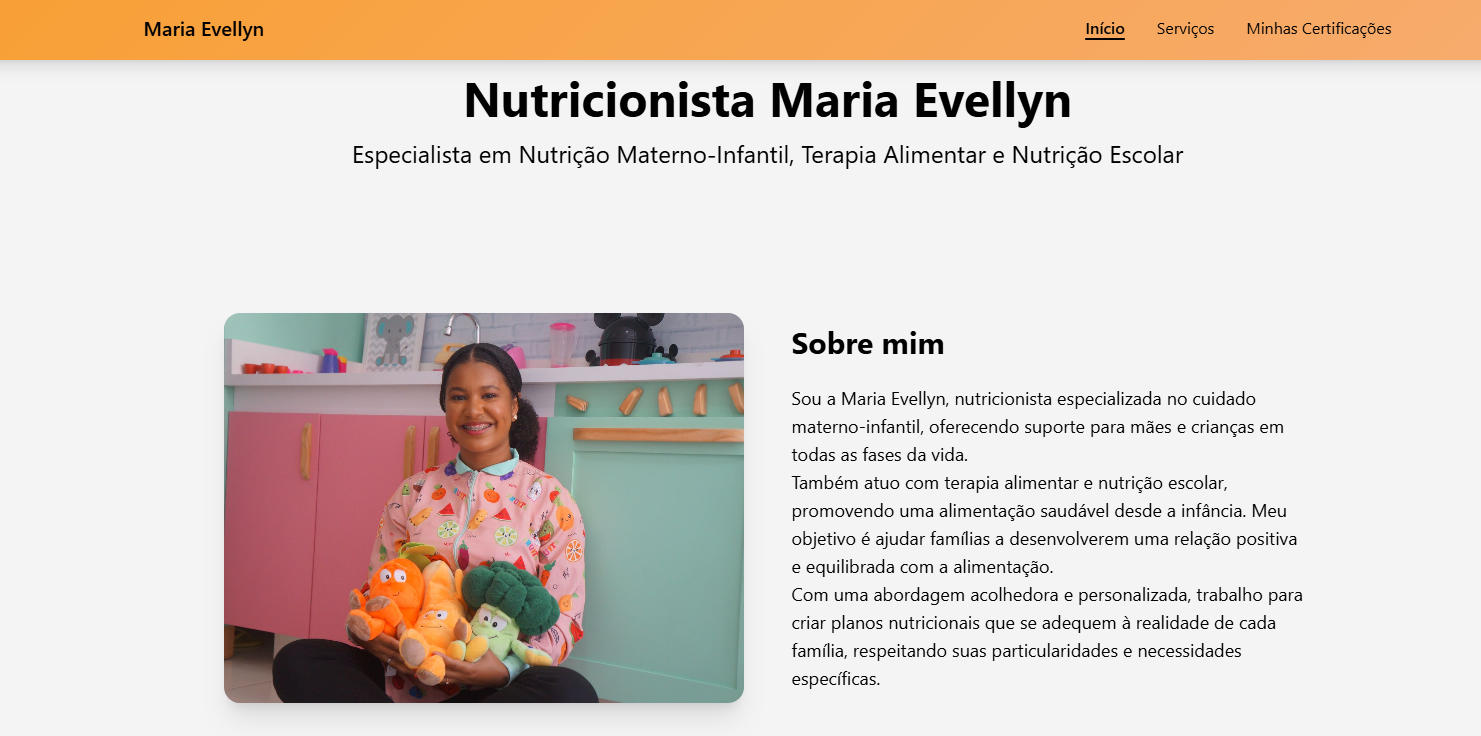 Maria Evellyn
Início
Serviços
Minhas Certificações
Nutricionista Maria Evellyn
Especialista em Nutrição Materno-Infantil, Terapia Alimentar e Nutrição Escolar
Sobre mim
Sou a Maria Evellyn, nutricionista especializada no cuidado
materno-infantil, oferecendo suporte para mães e crianças em
todas as fases da vida.
Também atuo com terapia alimentar e nutrição escolar,
promovendo uma alimentação saudável desde a infância. Meu
objetivo é ajudar famílias a desenvolverem uma relação positiva
e equilibrada com a alimentação.
Com uma abordagem acolhedora e personalizada, trabalho para
criar planos nutricionais que se adequem à realidade de cada
família, respeitando suas particularidades e necessidades
específicas.